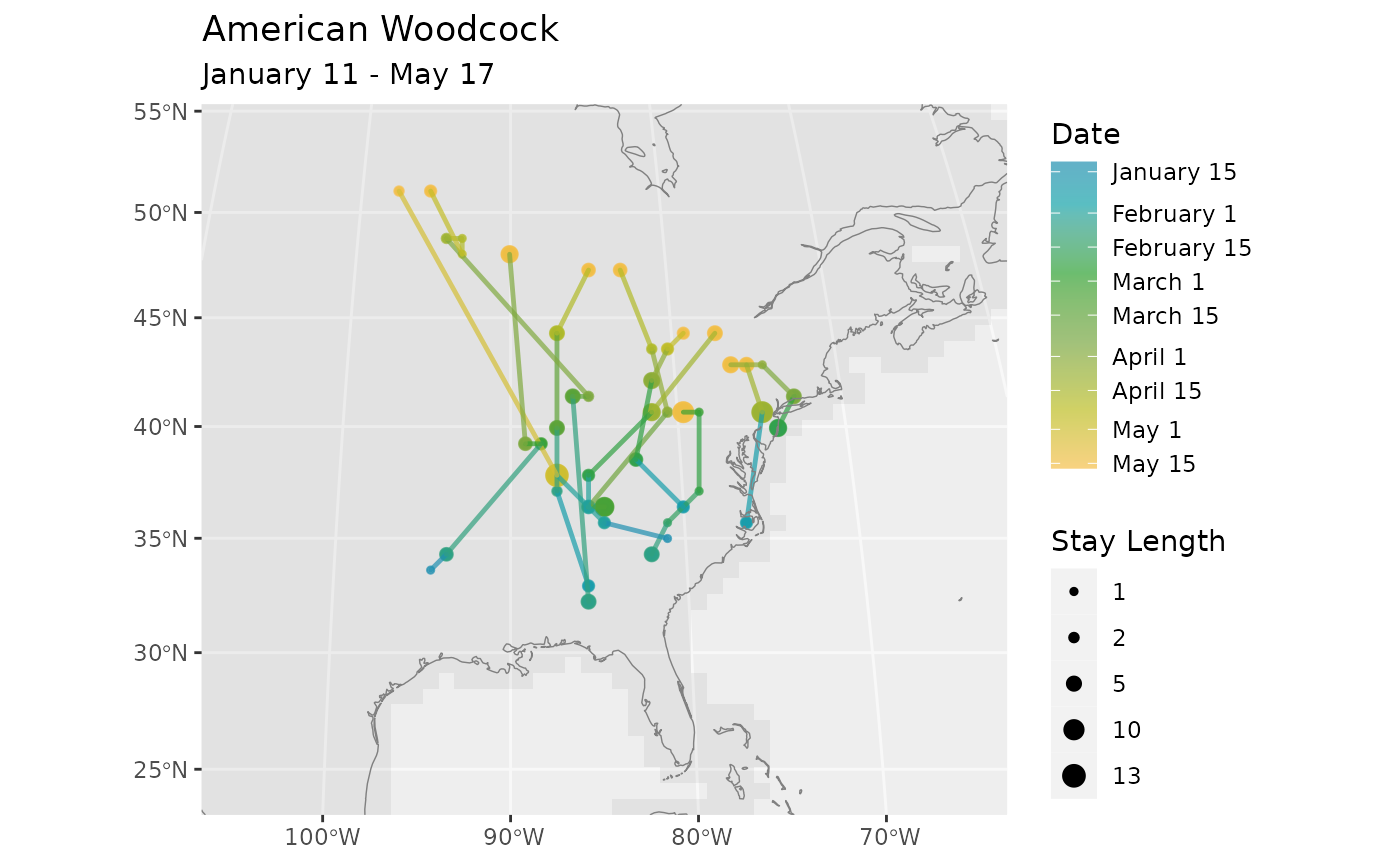 American Woodcock
January 11 - May 17
55°N
50°N
45°N
40°N
35°N
30°N
25°N
100°W
90°W
80°W
70°W
Date
January 15
February 1
February 15
March 1
March 15
April 1
April 15
May 1
May 15
Stay Length
1
2
5
10
13